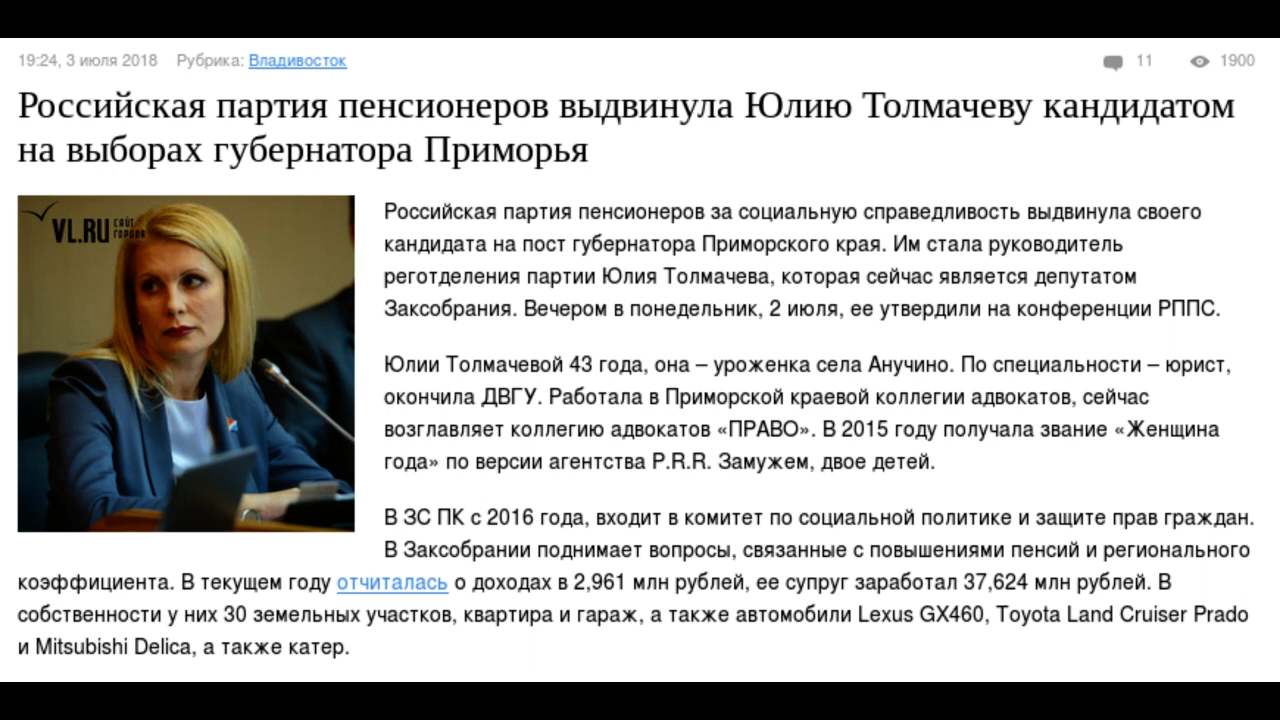 19:24, 3 июля 2018 Рубрика: Владивосток 11 1900
Российская партия пенсионеров выдвинула Юлию Толмачеву кандидатом
на выборах губернатора Приморья
VL.RU САЙТ ГОРОДА
Российская партия пенсионеров за социальную справедливость выдвинула своего
кандидата на пост губернатора Приморского края. Им стала руководитель
реготделения партии Юлия Толмачева, которая сейчас является депутатом
Заксобрания. Вечером в понедельник, 2 июля, ее утвердили на конференции РППС.
Юлии Толмачевой 43 года, она – уроженка села Анучино. По специальности – юрист,
окончила ДВГУ. Работала в Приморской краевой коллегии адвокатов, сейчас
возглавляет коллегию адвокатов «ПРАВО». В 2015 году получала звание «Женщина
года» по версии агентства P.R.R. Замужем, двое детей.
В ЗС ПК с 2016 года, входит в комитет по социальной политике и защите прав граждан.
В Заксобрании поднимает вопросы, связанные с повышениями пенсий и регионального
коэффициента. В текущем году отчиталась о доходах в 2,961 млн рублей, ее супруг заработал 37,624 млн рублей. В
собственности у них 30 земельных участков, квартира и гараж, а также автомобили Lexus GX460, Toyota Land Cruiser Prado
и Mitsubishi Delica, а также катер.